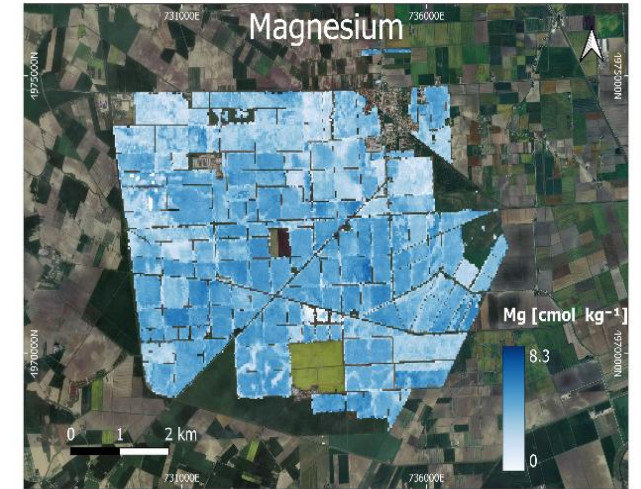 731000E
736000E
Magnesium
1975000N
1975000N
Mg [cmol kg⁻¹]
8.3
0
1970000N
1970000N
0 1 2 km
731000E
736000E